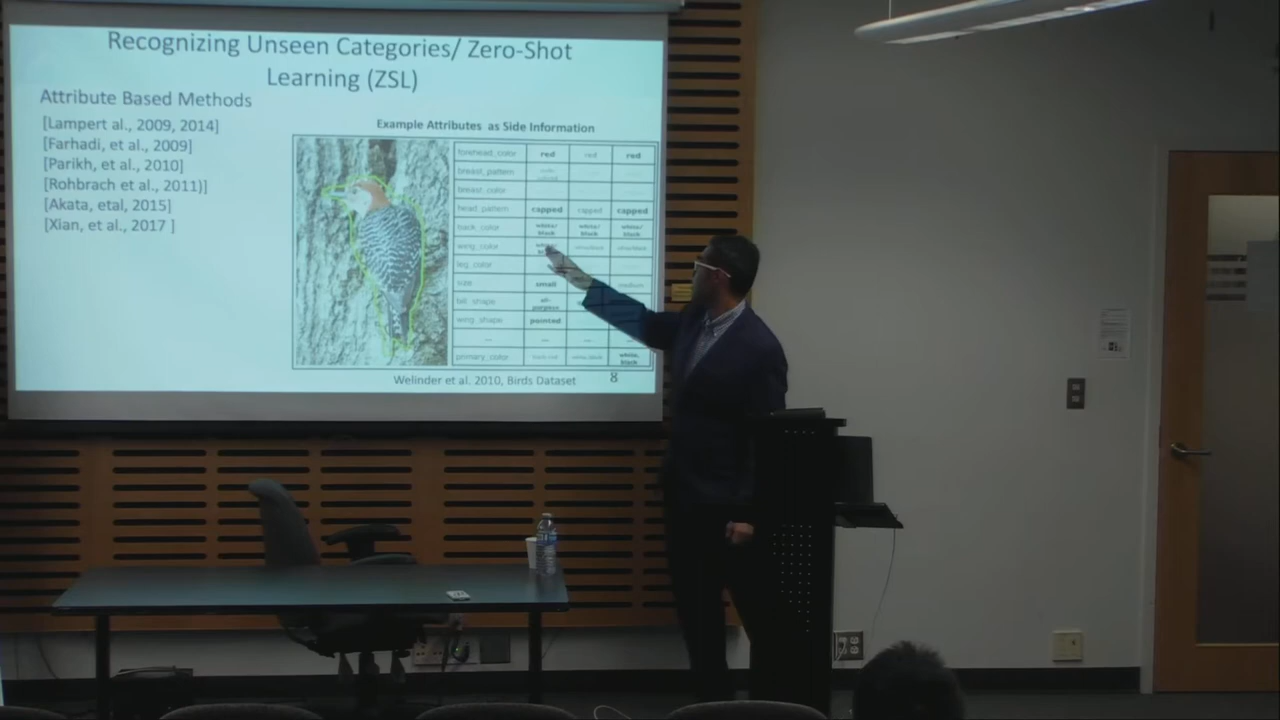 Recognizing Unseen Categories/ Zero-Shot
Learning (ZSL)
Attribute Based Methods
[Lampert al., 2009, 2014]
[Farhadi, et al., 2009]
[Parikh, et al., 2010]
[Rohbrach et al., 2011)]
[Akata, etal, 2015]
[Xian, et al., 2017 ]
Example Attributes as Side Information
forehead_color red red red
breast_pattern
breast_color
head_pattern capped capped capped
back_color white/ black white/ black white/ black
wing_color
leg_color
size small medium
bill_shape all-purpose
wing_shape pointed
primary_color white, black
Welinder et al. 2010, Birds Dataset
8